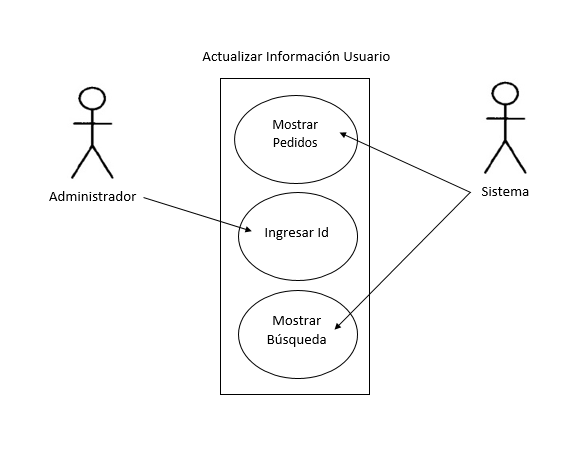 Actualizar Información Usuario
Mostrar
Pedidos
Administrador
Sistema
Ingresar Id
Mostrar
Búsqueda